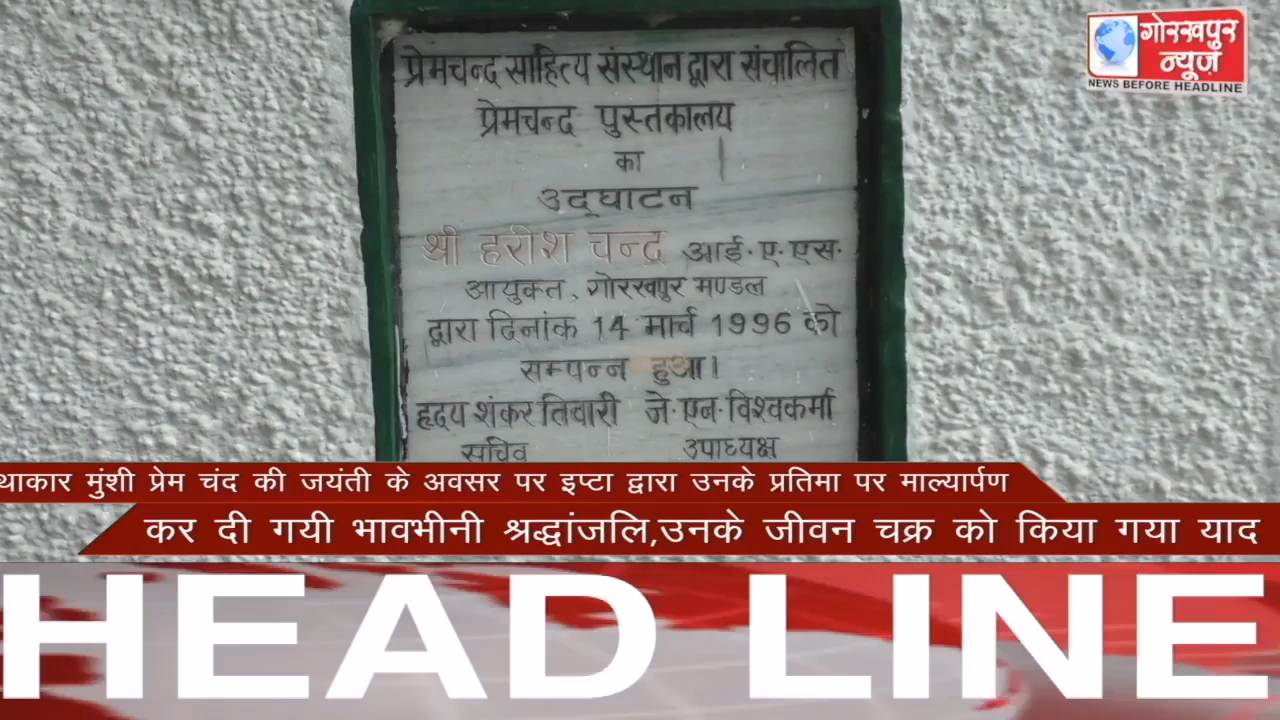 प्रेमचन्द साहित्य संस्थान द्वारा संचालित
प्रेमचन्द पुस्तकालय
का
उद्घाटन
श्री हरीश चन्द्र आई॰ए॰एस॰
आयुक्त, गोरखपुर मण्डल
द्वारा दिनांक 14 मार्च 1996 को
सम्पन्न हुआ।
हृदय शंकर तिवारी जे॰एन॰विश्वकर्मा
सचिव उपाध्यक्ष
गोरखपुर
न्यूज़
NEWS BEFORE HEADLINE
थाकार मुंशी प्रेम चंद की जयंती के अवसर पर इप्टा द्वारा उनके प्रतिमा पर माल्यार्पण
कर दी गयी भावभीनी श्रद्धांजलि,उनके जीवन चक्र को किया गया याद
HEAD LINE